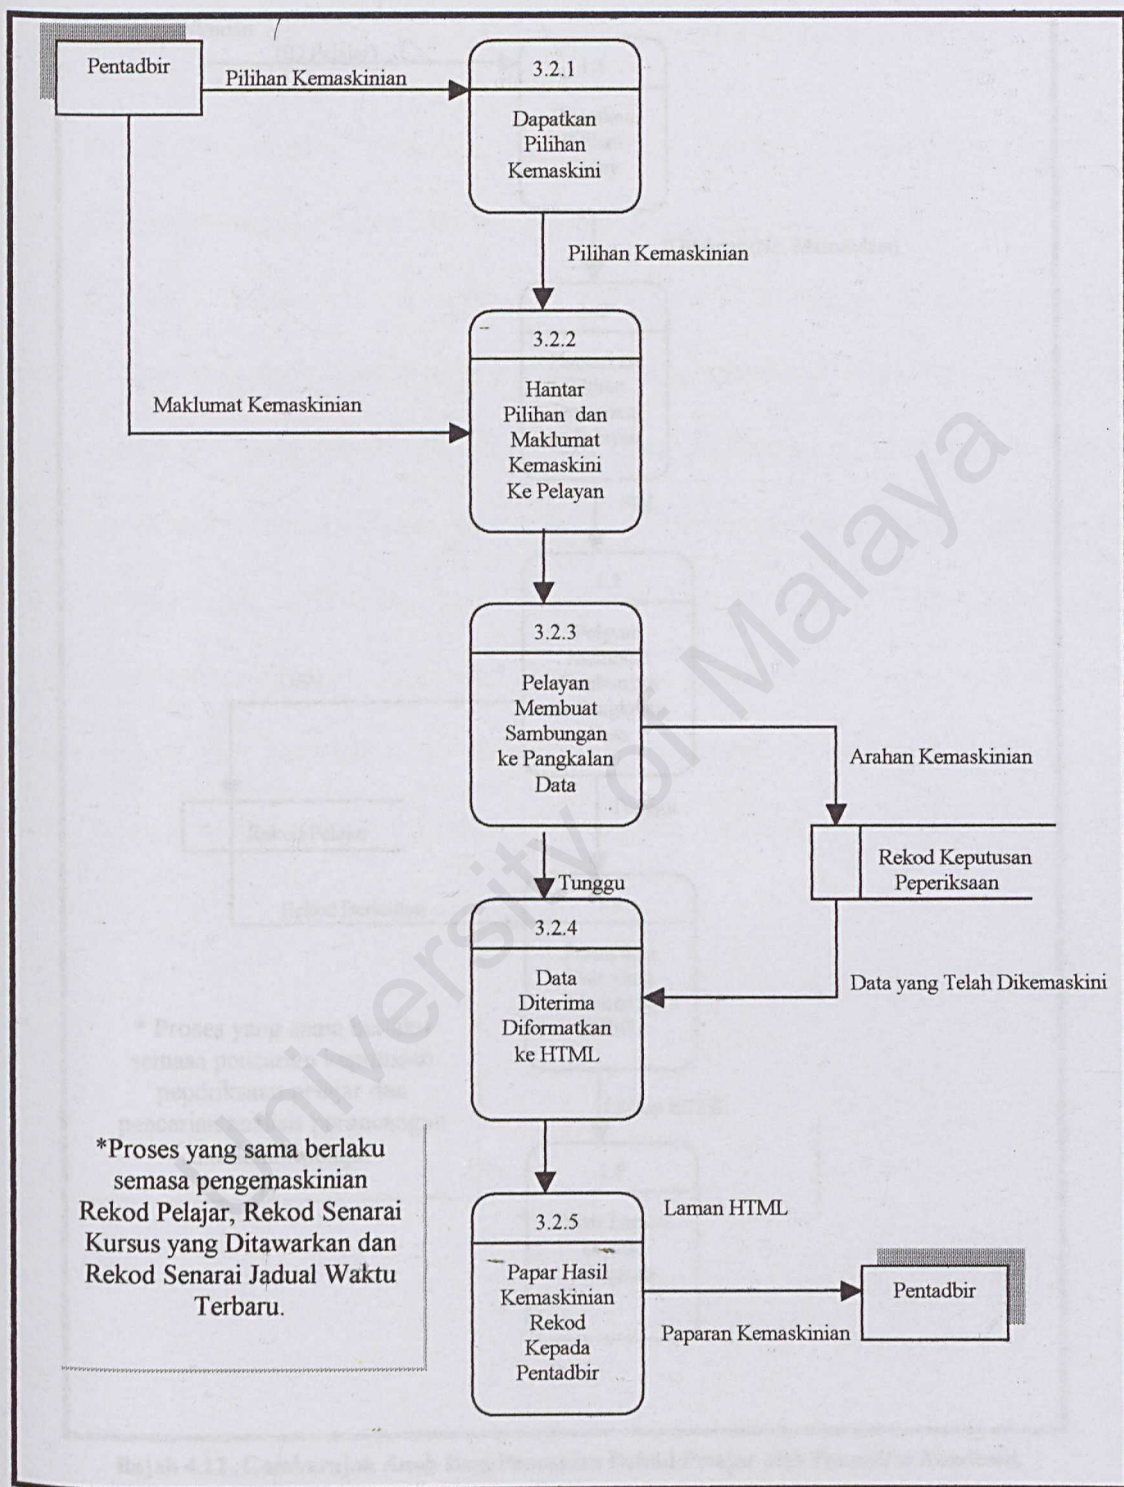 Pentadbir
Pilihan Kemaskinian
3.2.1
Dapatkan
Pilihan
Kemaskini
Pilihan Kemaskinian
3.2.2
Hantar
Pilihan dan
Maklumat
Kemaskini
Ke Pelayan
Maklumat Kemaskinian
3.2.3
Pelayan
Membuat
Sambungan
ke Pangkalan
Data
Arahan Kemaskinian
Rekod Keputusan
Peperiksaan
Tunggu
3.2.4
Data
Diterima
Diformatkan
ke HTML
Data yang Telah Dikemaskini
*Proses yang sama berlaku
semasa pengemaskinian
Rekod Pelajar, Rekod Senarai
Kursus yang Ditawarkan dan
Rekod Senarai Jadual Waktu
Terbaru.
3.2.5
Papar Hasil
Kemaskinian
Rekod
Kepada
Pentadbir
Laman HTML
Paparan Kemaskinian
Pentadbir
University of Malaya